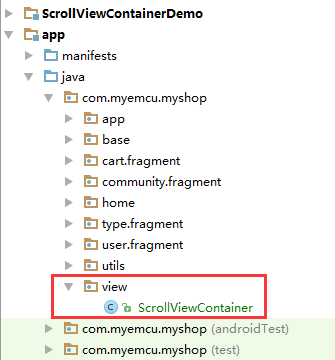 ScrollViewContainerDemo
app
manifests
java
com.myemcu.myshop
app
base
cart.fragment
community.fragment
home
type.fragment
user.fragment
utils
view
C ScrollViewContainer
com.myemcu.myshop (androidTest)
com.myemcu.myshop (test)